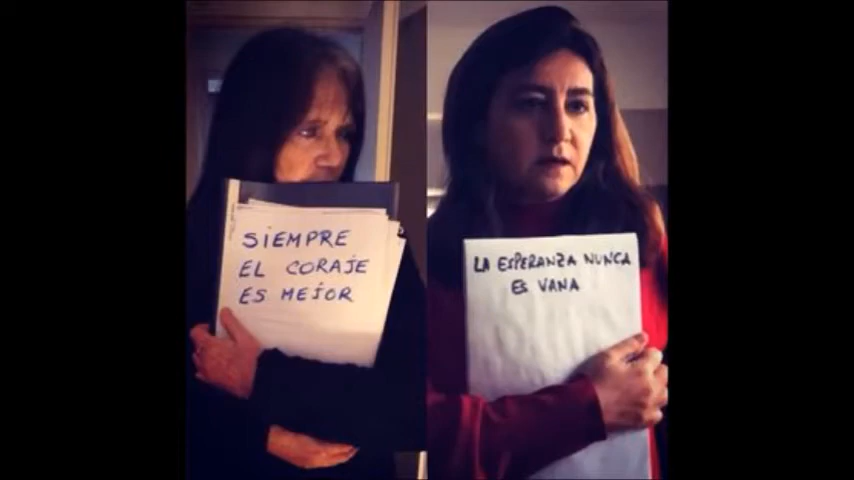 SIEMPRE
EL CORAJE
ES MEJOR
LA ESPERANZA NUNCA
ES VANA